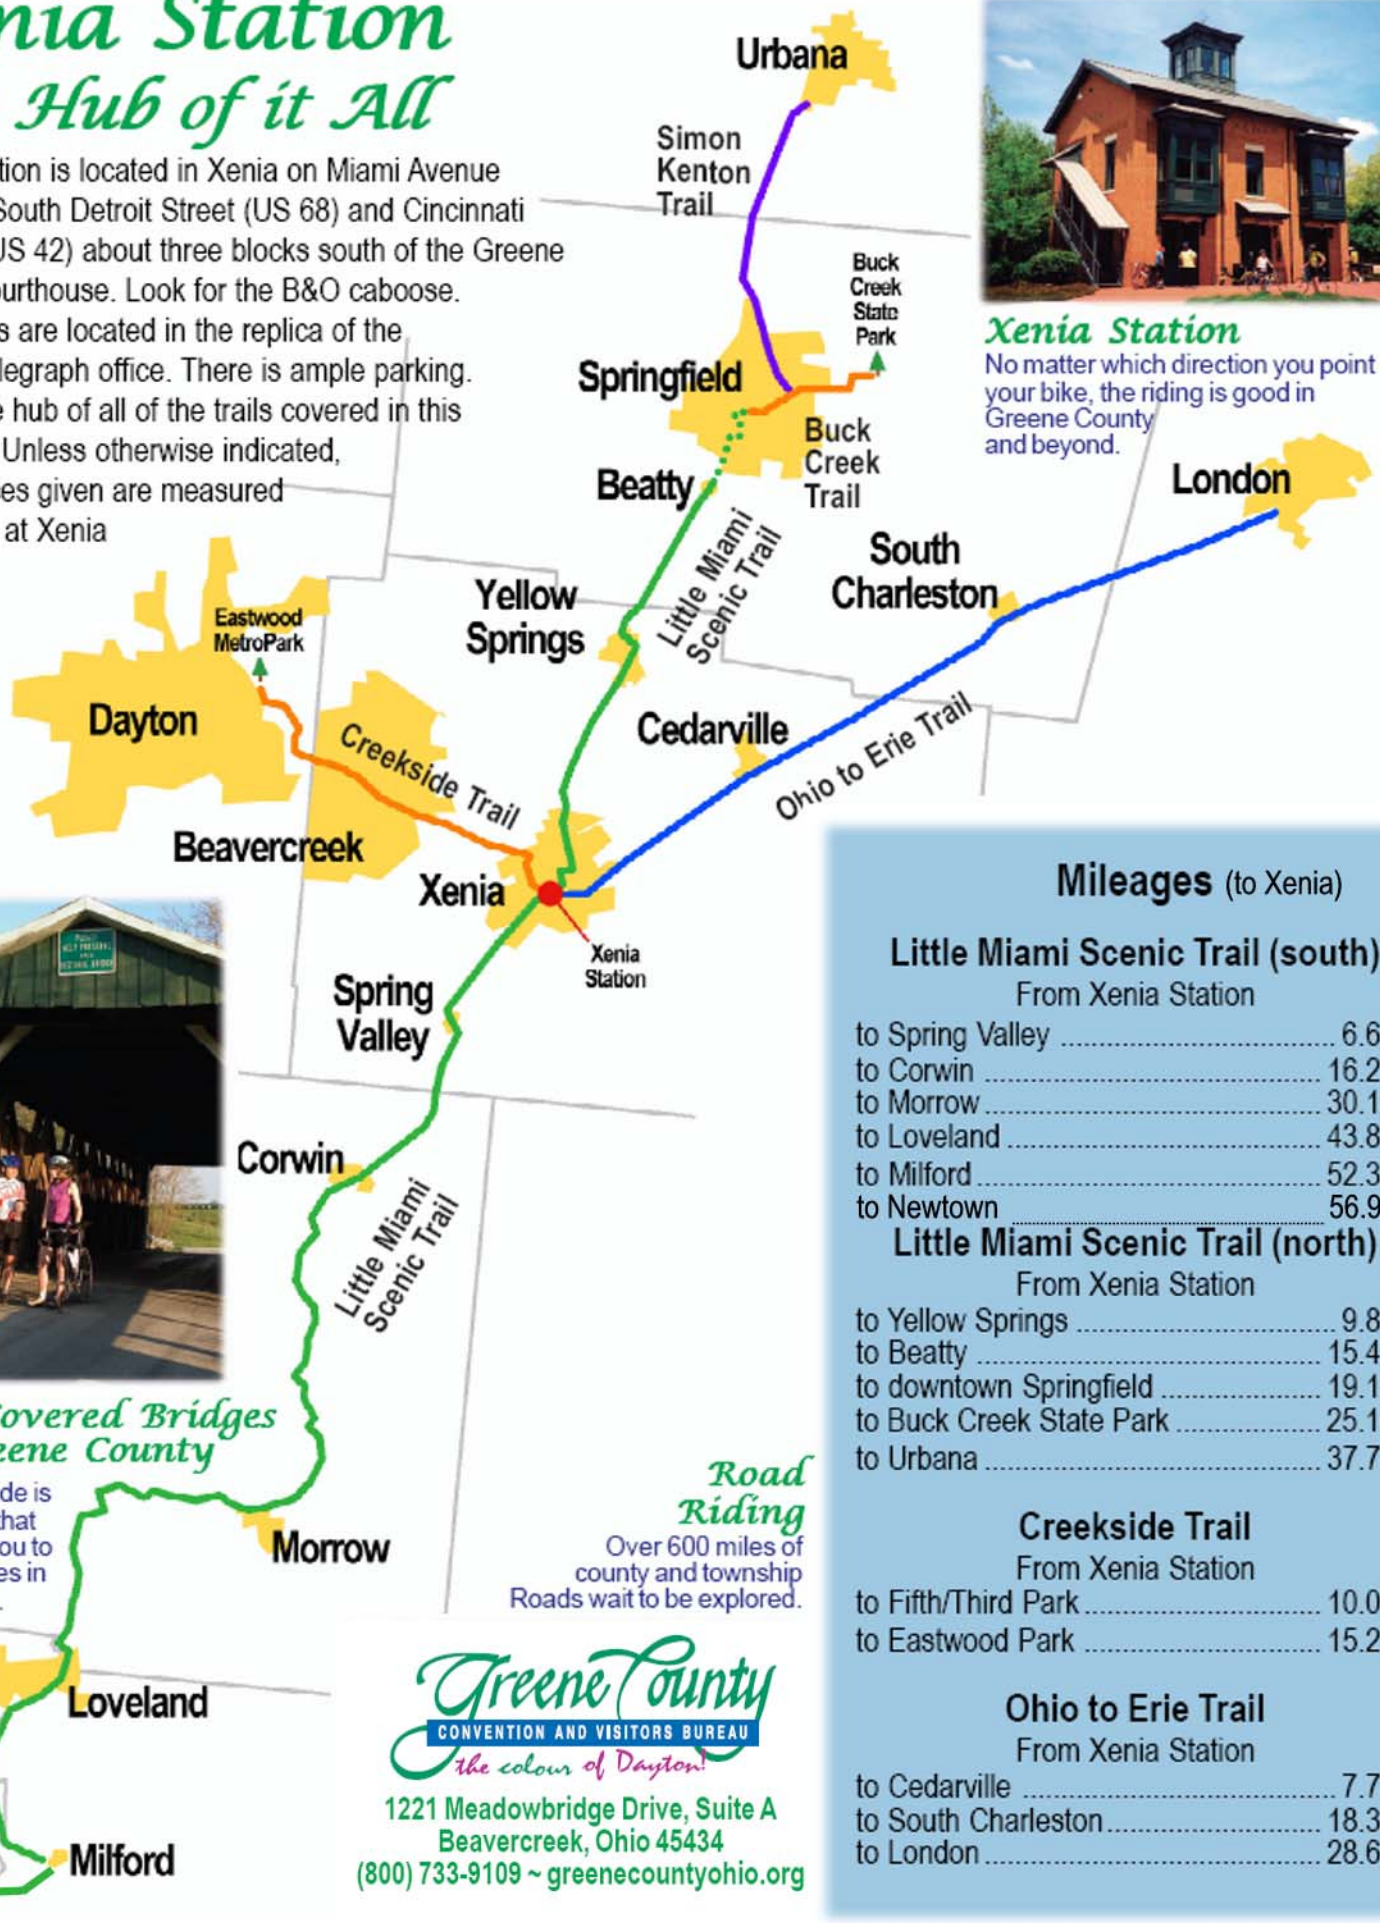 nia Station
Hub of it All
tion is located in Xenia on Miami Avenue
South Detroit Street (US 68) and Cincinnati
US 42) about three blocks south of the Greene
ourthouse. Look for the B&O caboose.
s are located in the replica of the
legraph office. There is ample parking.
e hub of all of the trails covered in this
Unless otherwise indicated,
es given are measured
at Xenia
Urbana
Simon
Kenton
Trail
Buck
Creek
State
Park
Springfield
Buck
Creek
Trail
Beatty
Little Miami
Scenic Trail
Yellow
Springs
Xenia Station
No matter which direction you point
your bike, the riding is good in
Greene County
and beyond.
London
South
Charleston
Eastwood
MetroPark
Dayton
Creekside Trail
Cedarville
Ohio to Erie Trail
Beavercreek
Xenia
Xenia
Station
Spring
Valley
Corwin
Little Miami
Scenic Trail
overed Bridges
eene County
de is
hat
ou to
es in
.
Morrow
Road
Riding
Over 600 miles of
county and township
Roads wait to be explored.
Loveland
Milford
Greene County
CONVENTION AND VISITORS BUREAU
the colour of Dayton!
1221 Meadowbridge Drive, Suite A
Beavercreek, Ohio 45434
(800) 733-9109 ~ greenecountyohio.org
Mileages (to Xenia)
Little Miami Scenic Trail (south)
From Xenia Station
to Spring Valley ................................... 6.6
to Corwin ........................................... 16.2
to Morrow ........................................... 30.1
to Loveland ........................................ 43.8
to Milford ............................................. 52.3
to Newtown ........................................ 56.9
Little Miami Scenic Trail (north)
From Xenia Station
to Yellow Springs ................................. 9.8
to Beatty ............................................ 15.4
to downtown Springfield .................... 19.1
to Buck Creek State Park .................. 25.1
to Urbana ........................................... 37.7
Creekside Trail
From Xenia Station
to Fifth/Third Park .............................. 10.0
to Eastwood Park .............................. 15.2
Ohio to Erie Trail
From Xenia Station
to Cedarville ........................................ 7.7
to South Charleston ........................... 18.3
to London ........................................... 28.6